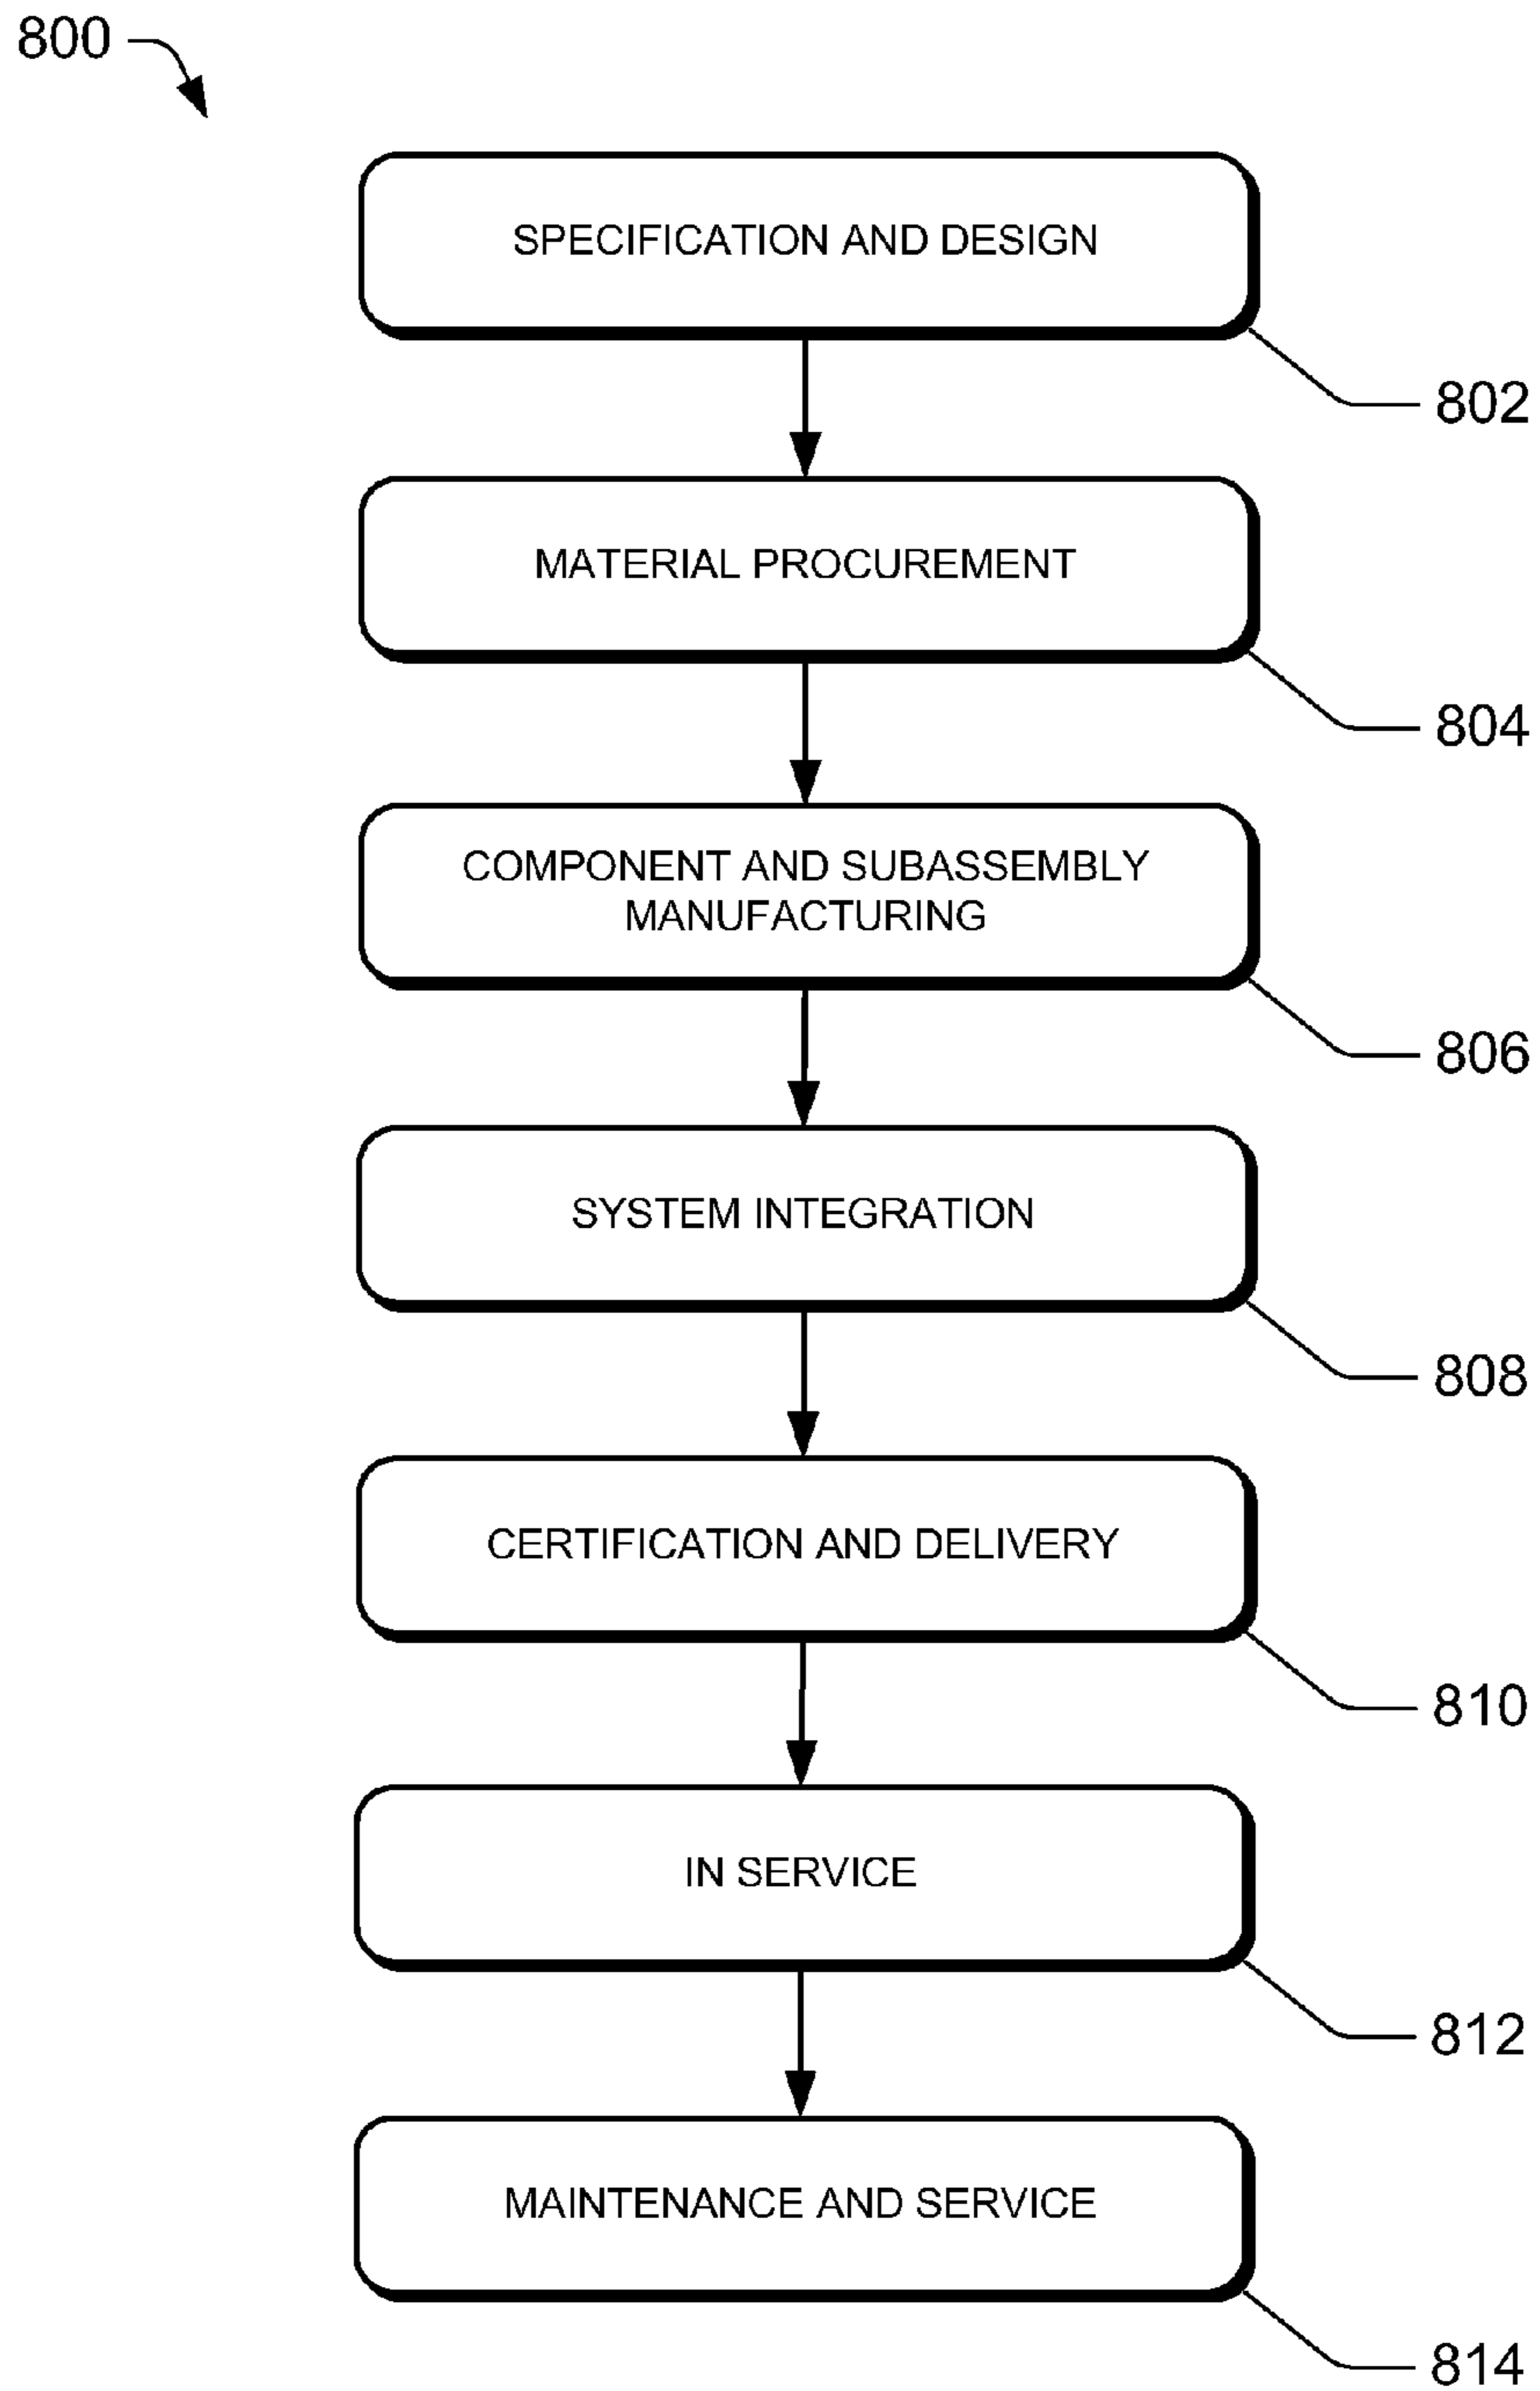 800
SPECIFICATION AND DESIGN
802
MATERIAL PROCUREMENT
804
COMPONENT AND SUBASSEMBLY
MANUFACTURING
806
SYSTEM INTEGRATION
808
CERTIFICATION AND DELIVERY
810
IN SERVICE
812
MAINTENANCE AND SERVICE
814